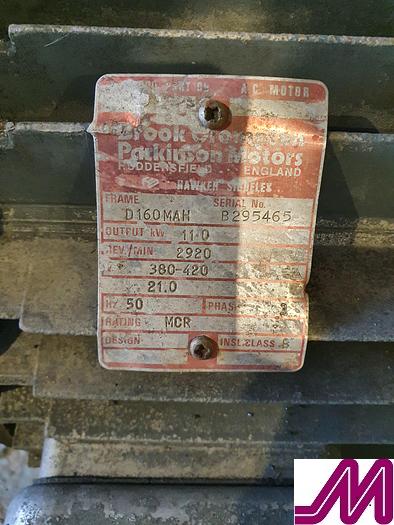 A.C. MOTOR
Brook Crompton
Parkinson Motors
HUDDERSFIELD ENGLAND
HAWKER SIDDELEY
FRAME SERIAL No.
D160MAH B295465
OUTPUT kW 11.0
REV/MIN 2920
V 380-420
21.0
HZ 50 PHASE 3
RATING MCR
DESIGN INSL.CLASS B
M